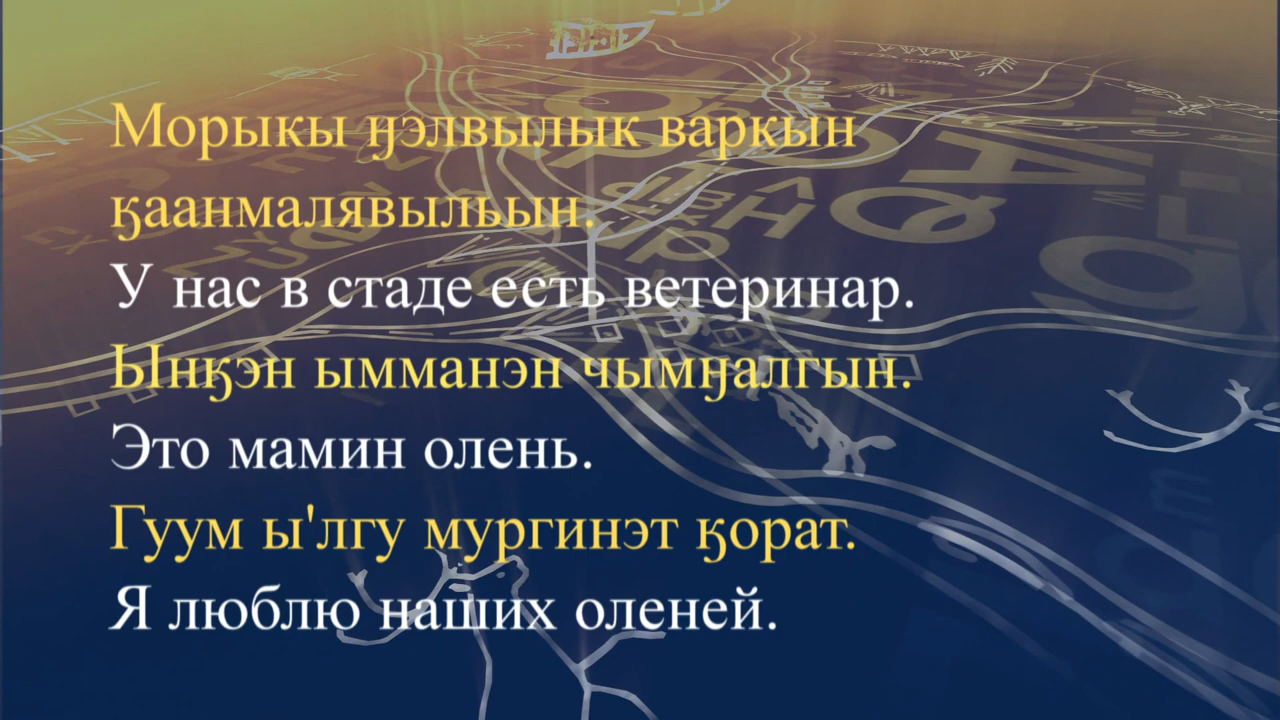 Морыкы ӈэлвылык варкын
ӄаанмалявыльын.
У нас в стаде есть ветеринар.
Ынӄэн ымманэн чымӈалгын.
Это мамин олень.
Гуум ы'лгу мургинэт ӄорат.
Я люблю наших оленей.